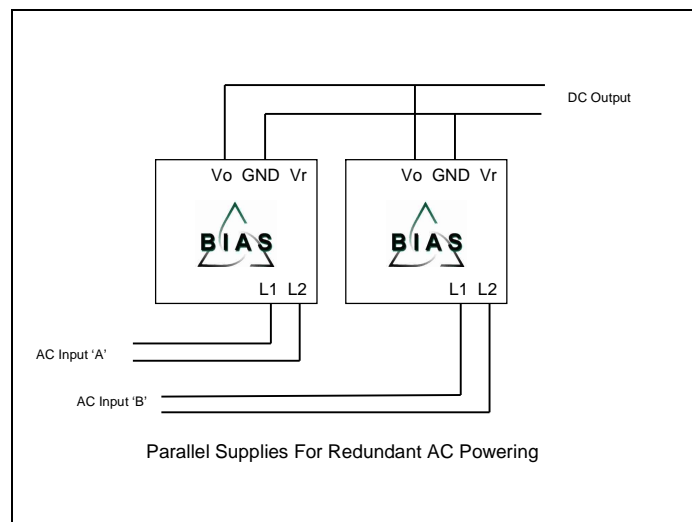 DC Output
Vo GND Vr
Vo GND Vr
BIAS
BIAS
L1 L2
L1 L2
AC Input ‘A’
AC Input ‘B’
Parallel Supplies For Redundant AC Powering